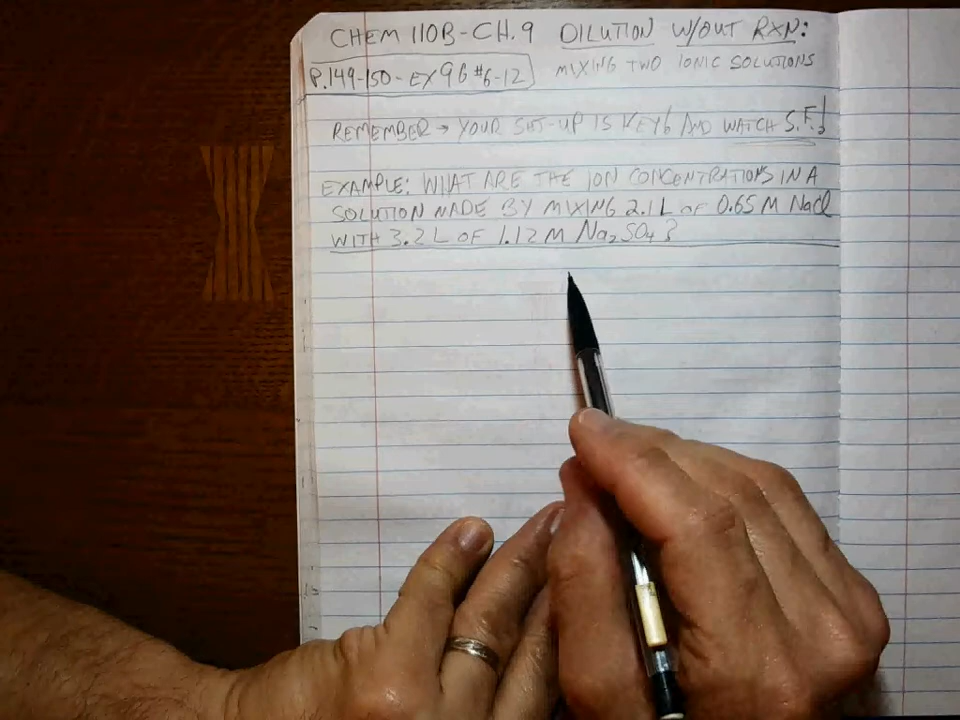 CHEM 110B-CH.9 DILUTION W/OUT RXN:
P.149-150-EX 9G #6-12 MIXING TWO IONIC SOLUTIONS
REMEMBER → YOUR SET-UP IS KEY! AND WATCH S.F.!
EXAMPLE: WHAT ARE THE ION CONCENTRATIONS IN A
SOLUTION MADE BY MIXING 2.1 L OF 0.65 M NaCl
WITH 3.2 L OF 1.12 M Na₂SO₄?